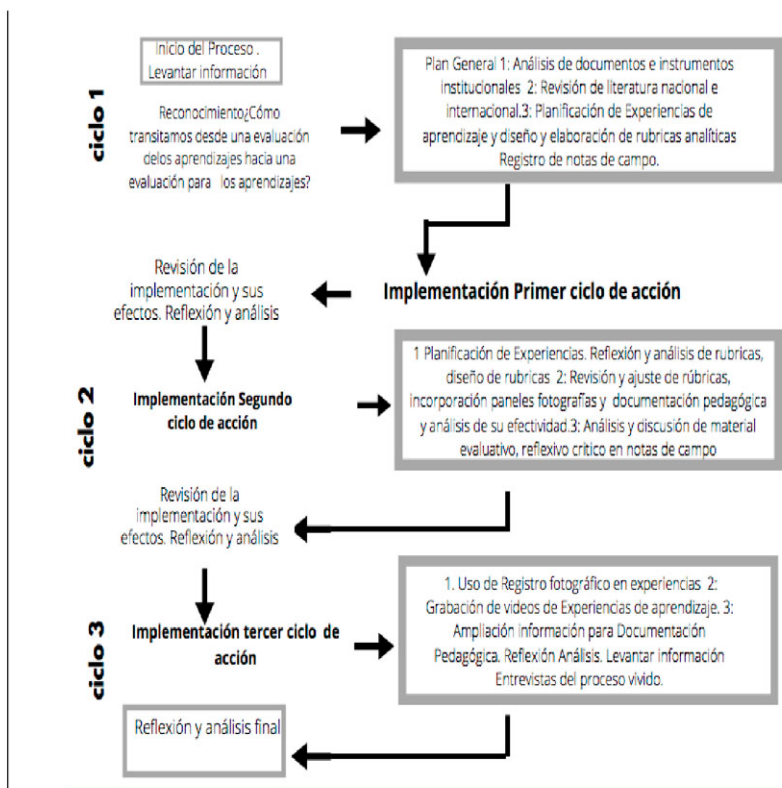 ciclo 1
Inicio del Proceso .
Levantar información
Reconocimiento¿Cómo
transitamos desde una evaluación
delos aprendizajes hacia una
evaluación para los aprendizajes?
Plan General 1: Análisis de documentos e instrumentos
institucionales 2: Revisión de literatura nacional e
internacional.3: Planificación de Experiencias de
aprendizaje y diseño y elaboración de rubricas analíticas
Registro de notas de campo.
Implementación Primer ciclo de acción
Revisión de la
implementación y sus
efectos. Reflexión y análisis
ciclo 2
Implementación Segundo
ciclo de acción
1 Planificación de Experiencias. Reflexión y análisis de rubricas,
diseño de rubricas 2: Revisión y ajuste de rúbricas,
incorporación paneles fotografías y documentación pedagógica
y análisis de su efectividad.3: Análisis y discusión de material
evaluativo, reflexivo critico en notas de campo
Revisión de la
implementación y sus
efectos. Reflexión y análisis
ciclo 3
Implementación tercer ciclo de
acción
1. Uso de Registro fotográfico en experiencias 2:
Grabación de videos de Experiencias de aprendizaje. 3:
Ampliación información para Documentación
Pedagógica. Reflexión Análisis. Levantar información
Entrevistas del proceso vivido.
Reflexión y análisis final